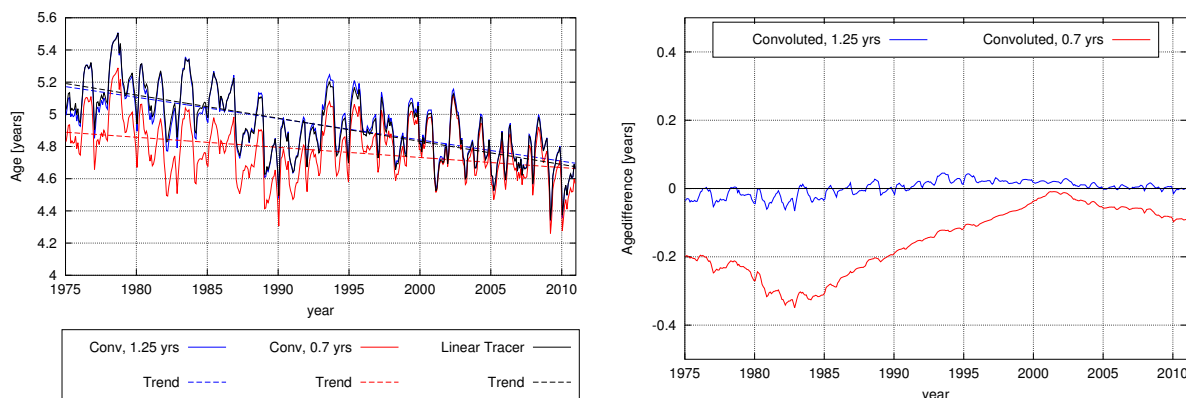 5.6
5.4
5.2
5
4.8
4.6
4.4
4.2
4
Age [years]
1975 1980 1985 1990 1995 2000 2005 2010
year
Conv, 1.25 yrs Conv, 0.7 yrs Linear Tracer
Trend Trend Trend
Convoluted, 1.25 yrs Convoluted, 0.7 yrs
0.4
0.2
0
-0.2
-0.4
Agedifference [years]
1975 1980 1985 1990 1995 2000 2005 2010
year